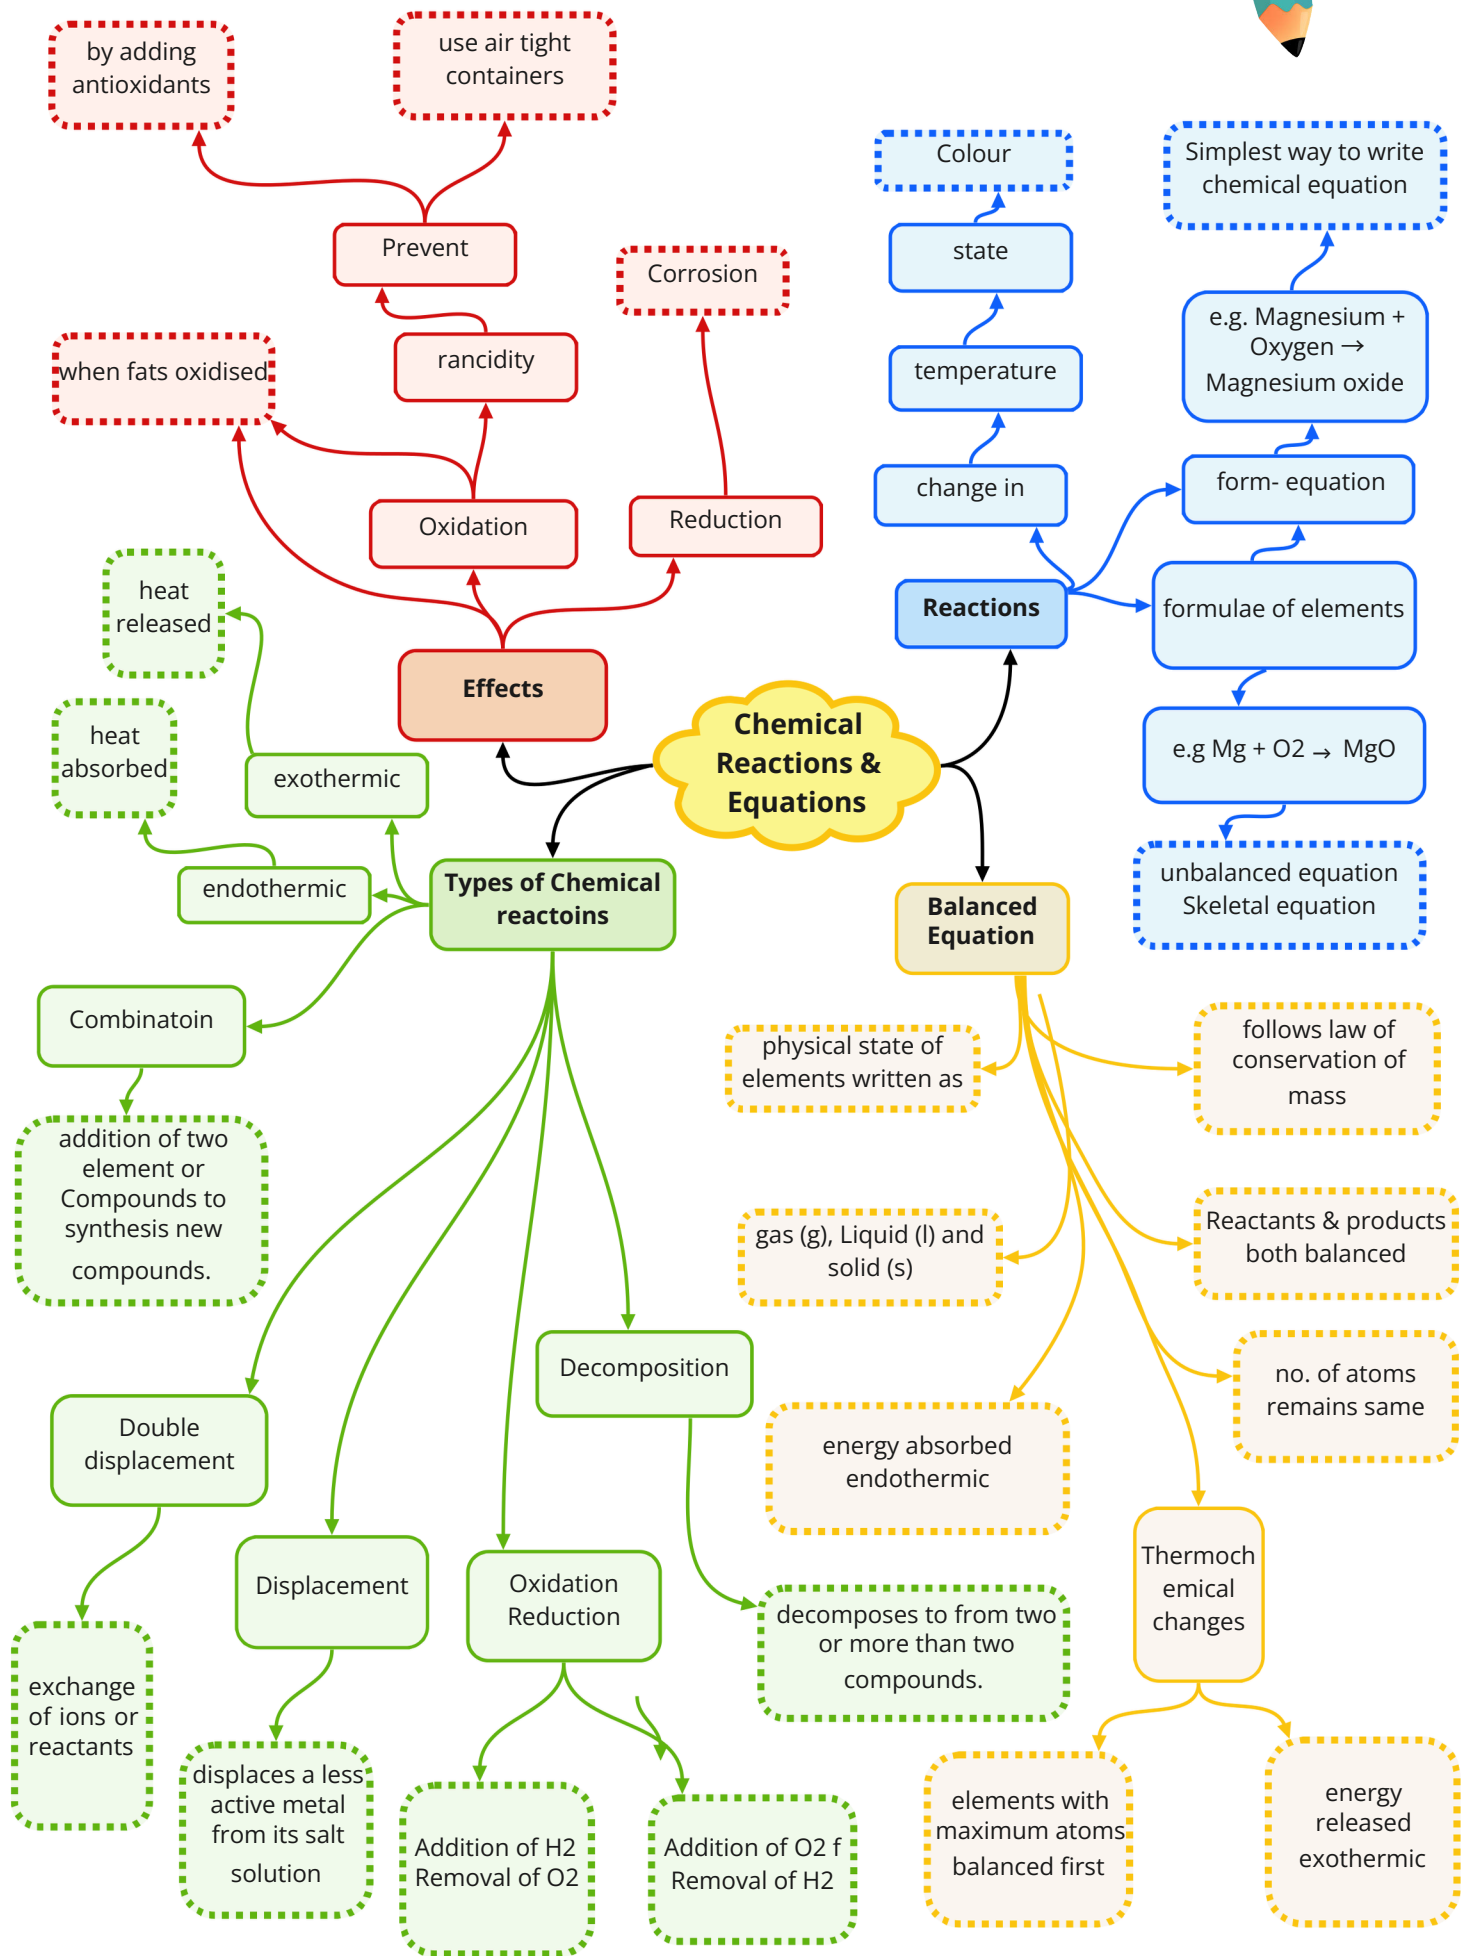 by adding
antioxidants
use air tight
containers
Prevent
Corrosion
when fats oxidised
rancidity
Oxidation
Reduction
Effects
Colour
state
temperature
change in
Reactions
Simplest way to write
chemical equation
e.g. Magnesium +
Oxygen →
Magnesium oxide
form- equation
formulae of elements
e.g Mg + O2 → MgO
unbalanced equation
Skeletal equation
Chemical
Reactions &
Equations
heat
released
heat
absorbed
exothermic
endothermic
Types of Chemical
reactoins
Combinatoin
addition of two
element or
Compounds to
synthesis new
compounds.
Double
displacement
exchange
of ions or
reactants
Displacement
displaces a less
active metal
from its salt
solution
Oxidation
Reduction
Addition of H2
Removal of O2
Addition of O2 f
Removal of H2
Decomposition
decomposes to from two
or more than two
compounds.
Balanced
Equation
physical state of
elements written as
follows law of
conservation of
mass
gas (g), Liquid (l) and
solid (s)
Reactants & products
both balanced
energy absorbed
endothermic
no. of atoms
remains same
Thermoch
emical
changes
elements with
maximum atoms
balanced first
energy
released
exothermic